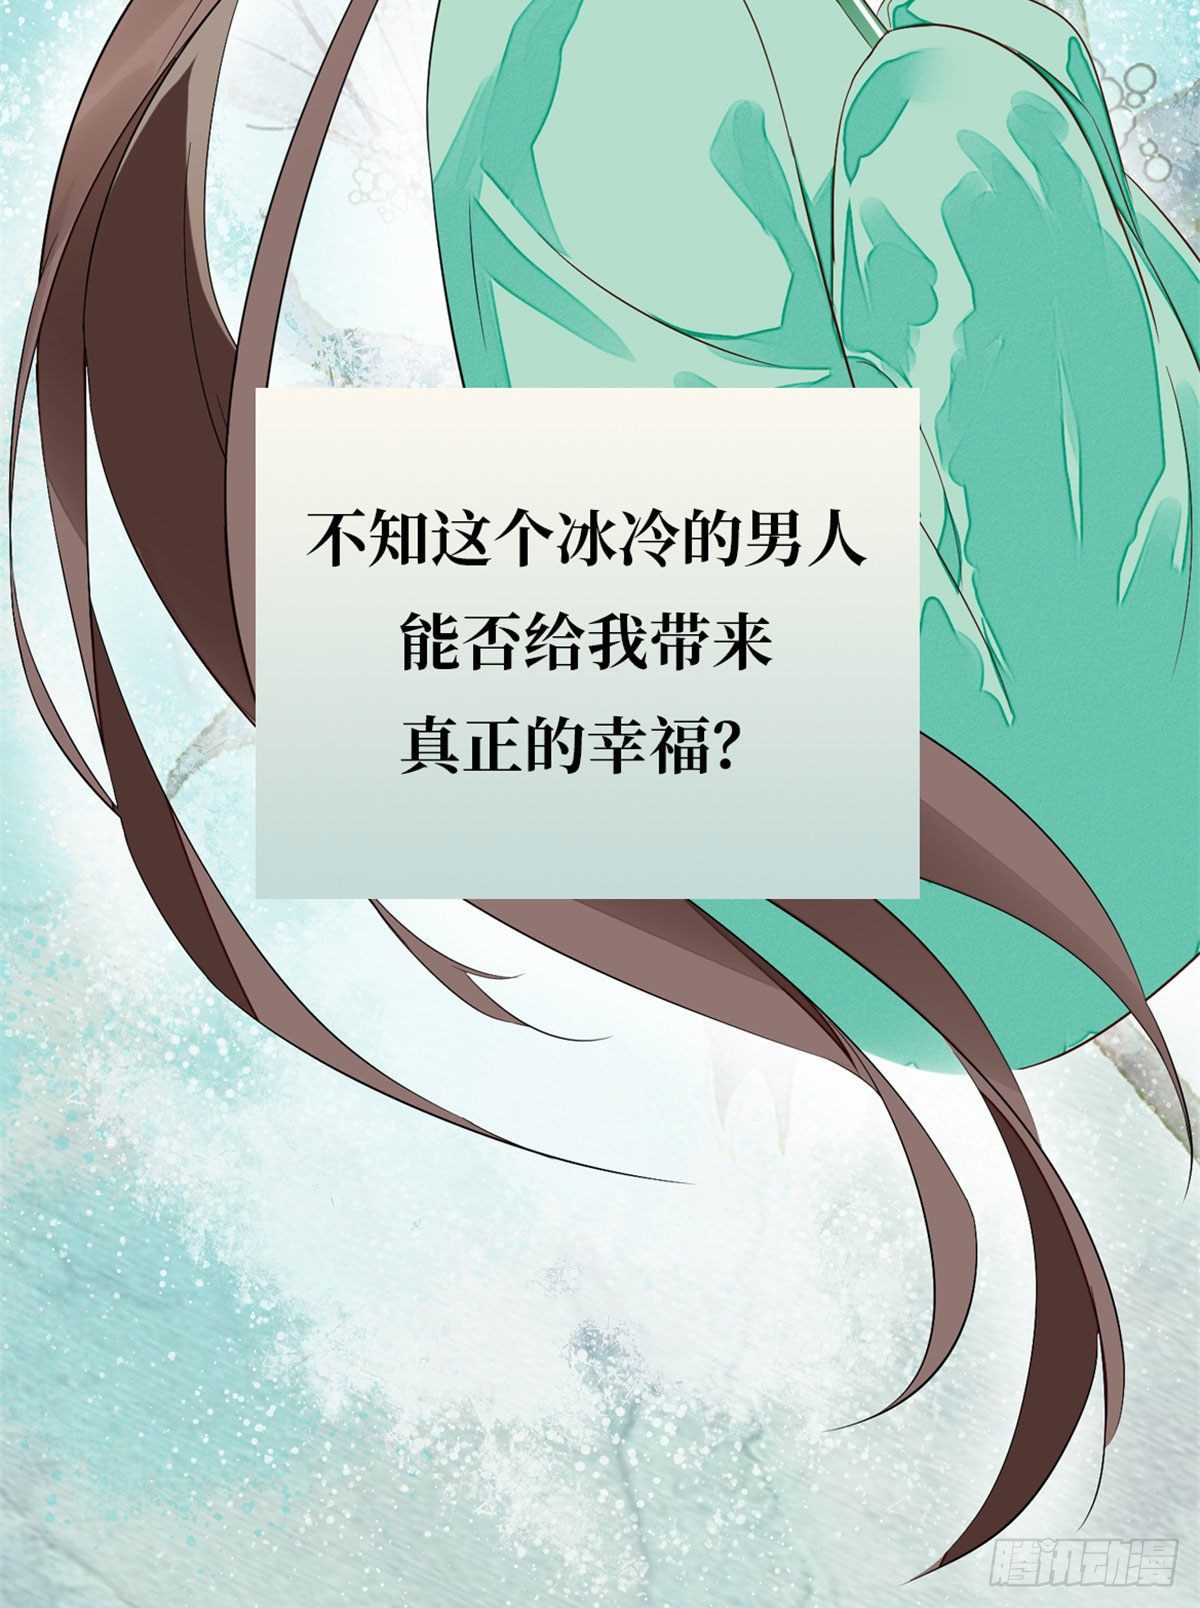 不知这个冰冷的男人
能否给我带来
真正的幸福?
腾讯动漫